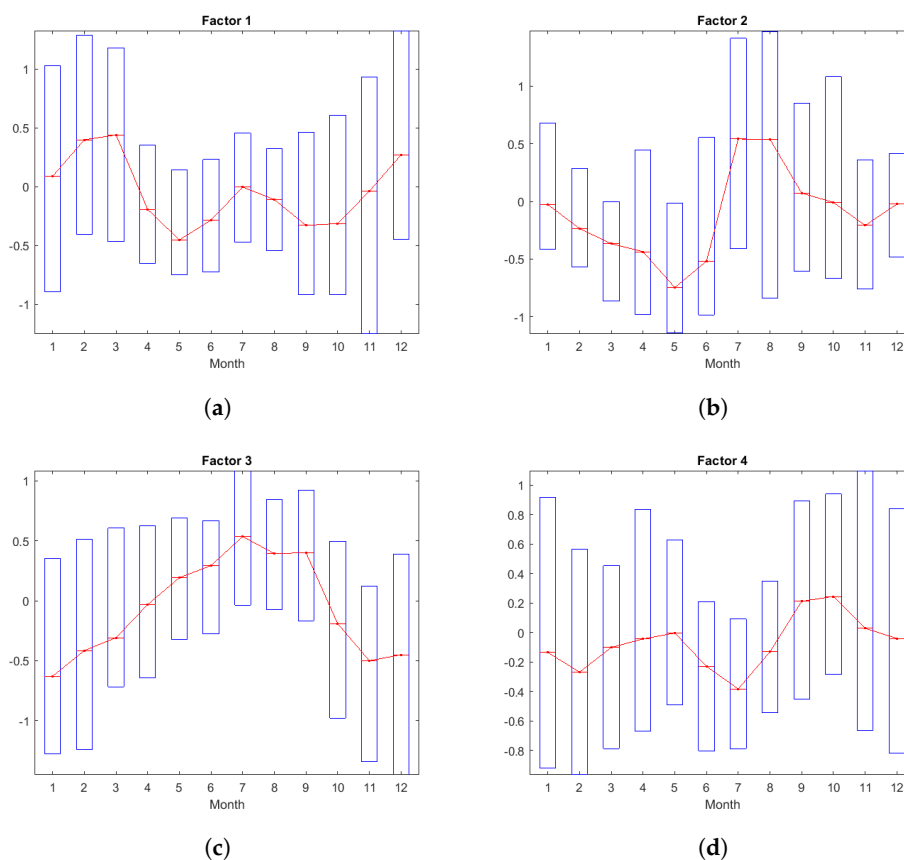 Factor 1
1
0.5
0
-0.5
-1
1 2 3 4 5 6 7 8 9 10 11 12
Month
(a)
Factor 2
1
0.5
0
-0.5
-1
1 2 3 4 5 6 7 8 9 10 11 12
Month
(b)
Factor 3
1
0.5
0
-0.5
-1
1 2 3 4 5 6 7 8 9 10 11 12
Month
(c)
Factor 4
1
0.8
0.6
0.4
0.2
0
-0.2
-0.4
-0.6
-0.8
1 2 3 4 5 6 7 8 9 10 11 12
Month
(d)